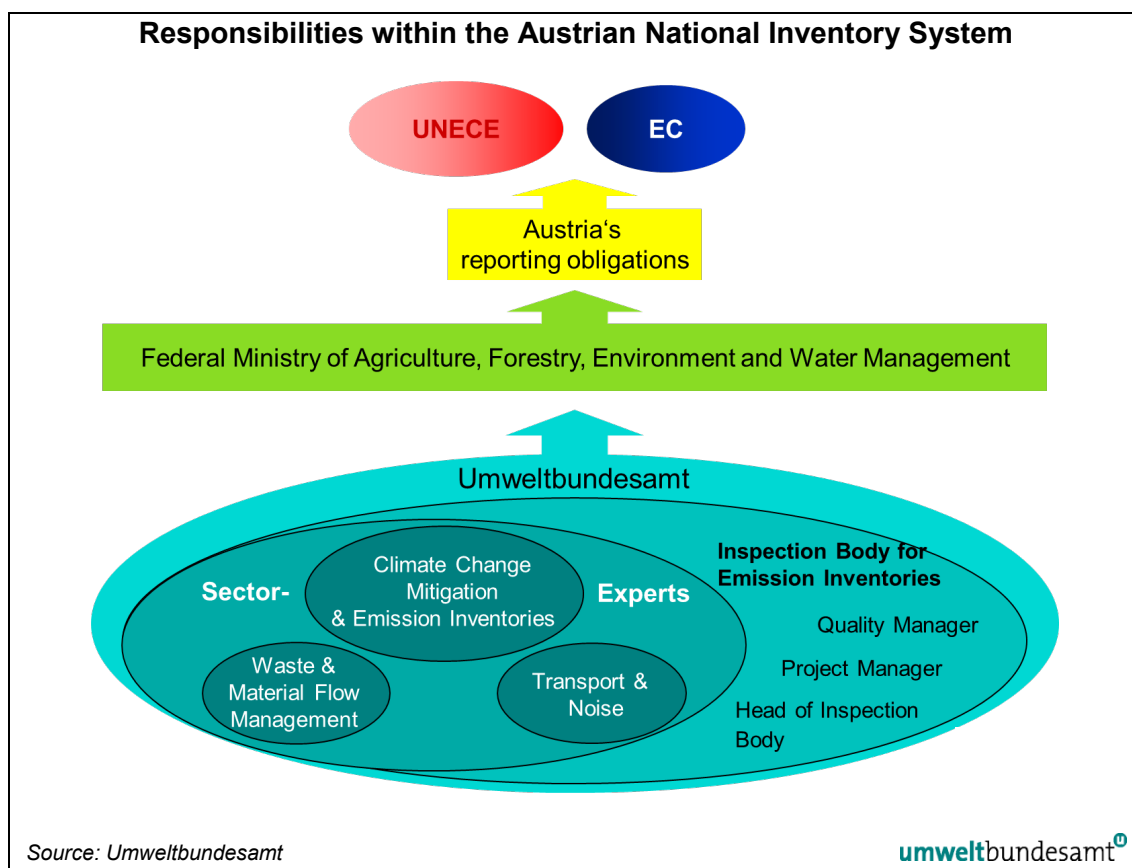 Responsibilities within the Austrian National Inventory System
UNECE
EC
Austria‘s
reporting obligations
Federal Ministry of Agriculture, Forestry, Environment and Water Management
Umweltbundesamt
Sector-
Climate Change
Mitigation
& Emission Inventories
Experts
Waste &
Material Flow
Management
Transport &
Noise
Inspection Body for
Emission Inventories
Quality Manager
Project Manager
Head of Inspection
Body
Source: Umweltbundesamt
umweltbundesamt
u